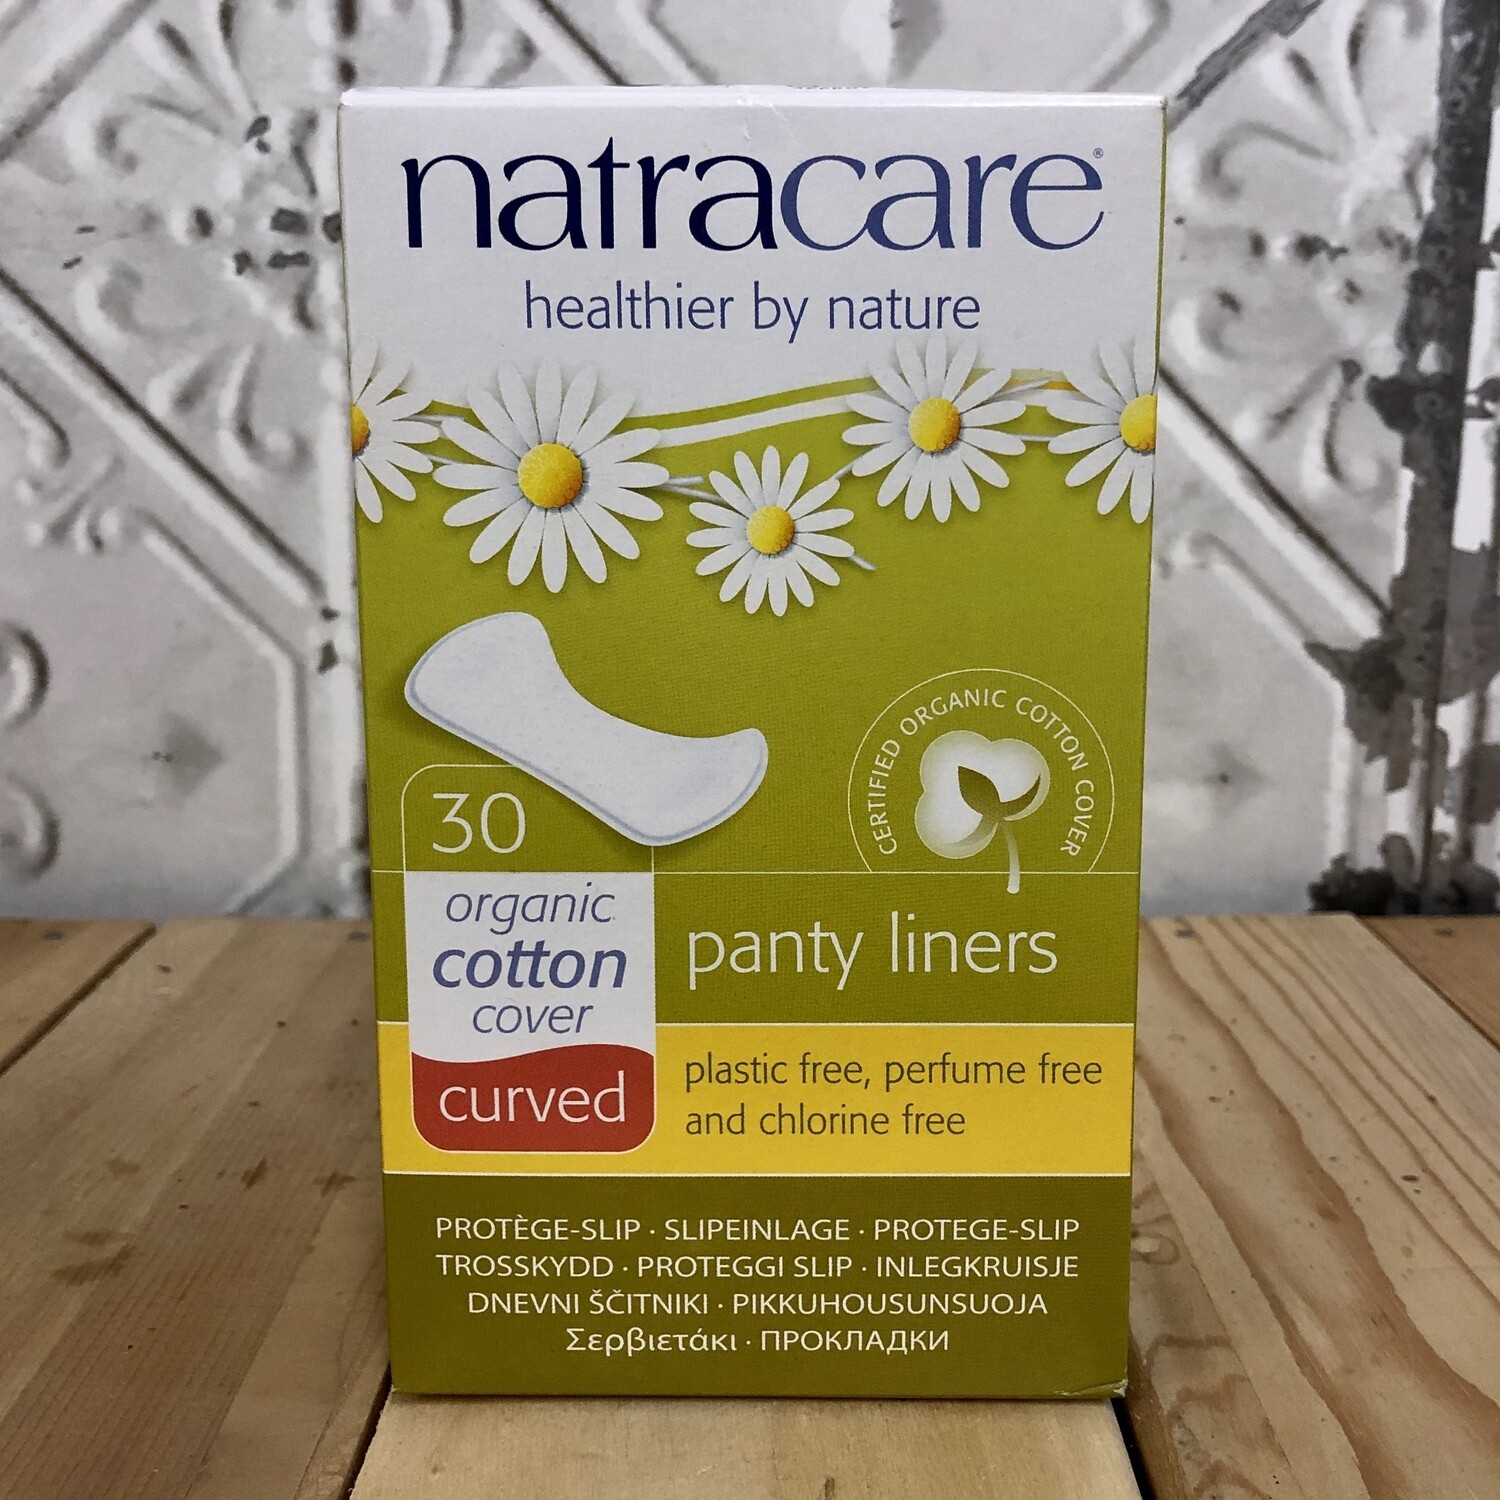 natracare®
healthier by nature
CERTIFIED ORGANIC COTTON COVER
30
organic
cotton
cover
curved
panty liners
plastic free, perfume free
and chlorine free
PROTÈGE-SLIP · SLIPEINLAGE · PROTEGE-SLIP
TROSSKYDD · PROTEGGI SLIP · INLEGKRUISJE
DNEVNI ŠČITNIKI · PIKKUHOUSUNSUOJA
Σερβιετάκι · ПРОКЛАДКИ